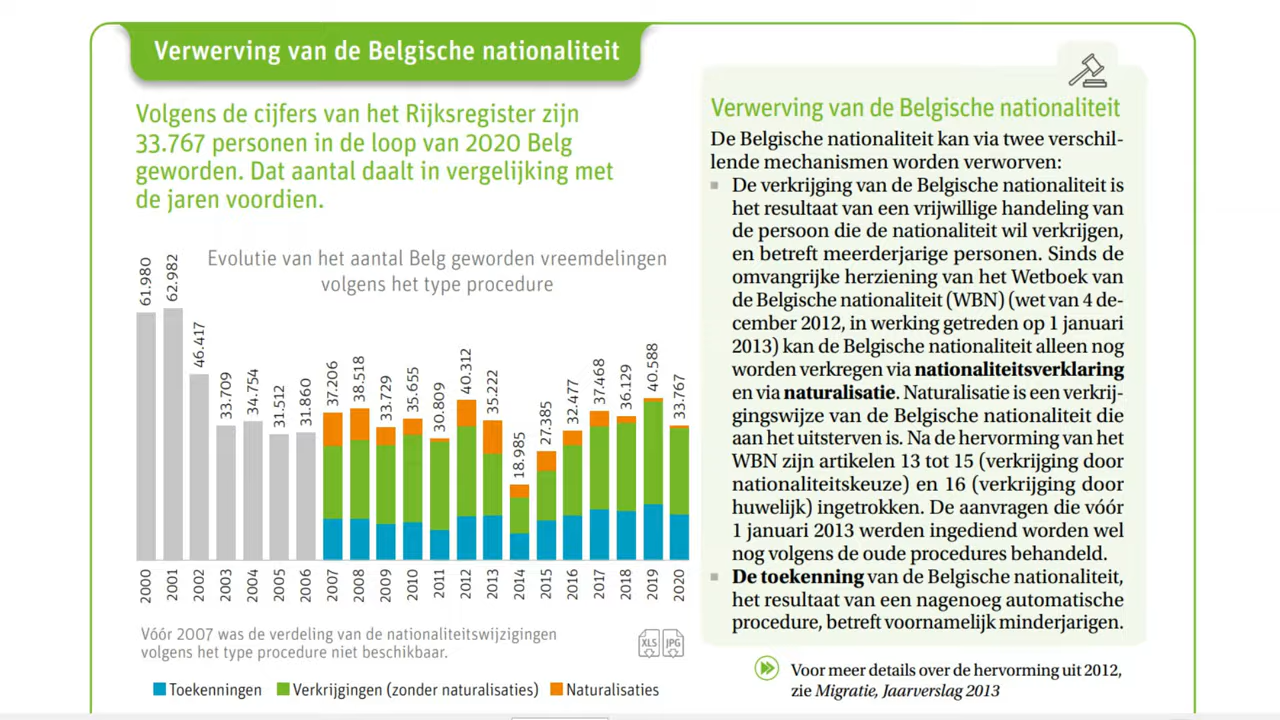 Verwerving van de Belgische nationaliteit
Volgens de cijfers van het Rijksregister zijn
33.767 personen in de loop van 2020 Belg
geworden. Dat aantal daalt in vergelijking met
de jaren voordien.
Evolutie van het aantal Belg geworden vreemdelingen
volgens het type procedure
61.980
62.982
46.417
33.709
34.754
31.512
31.860
37.206
38.518
33.729
35.655
30.809
40.312
35.222
18.985
27.385
32.477
37.468
36.129
40.588
33.767
2000
2001
2002
2003
2004
2005
2006
2007
2008
2009
2010
2011
2012
2013
2014
2015
2016
2017
2018
2019
2020
Vóór 2007 was de verdeling van de nationaliteitswijzigingen
volgens het type procedure niet beschikbaar.
XLS JPG
Toekenningen Verkrijgingen (zonder naturalisaties) Naturalisaties
Verwerving van de Belgische nationaliteit
De Belgische nationaliteit kan via twee verschil-
lende mechanismen worden verworven:
De verkrijging van de Belgische nationaliteit is
het resultaat van een vrijwillige handeling van
de persoon die de nationaliteit wil verkrijgen,
en betreft meerderjarige personen. Sinds de
omvangrijke herziening van het Wetboek van
de Belgische nationaliteit (WBN) (wet van 4 de-
cember 2012, in werking getreden op 1 januari
2013) kan de Belgische nationaliteit alleen nog
worden verkregen via nationaliteitsverklaring
en via naturalisatie. Naturalisatie is een verkrij-
gingswijze van de Belgische nationaliteit die
aan het uitsterven is. Na de hervorming van het
WBN zijn artikelen 13 tot 15 (verkrijging door
nationaliteitskeuze) en 16 (verkrijging door
huwelijk) ingetrokken. De aanvragen die vóór
1 januari 2013 werden ingediend worden wel
nog volgens de oude procedures behandeld.
De toekenning van de Belgische nationaliteit,
het resultaat van een nagenoeg automatische
procedure, betreft voornamelijk minderjarigen.
Voor meer details over de hervorming uit 2012,
zie Migratie, Jaarverslag 2013